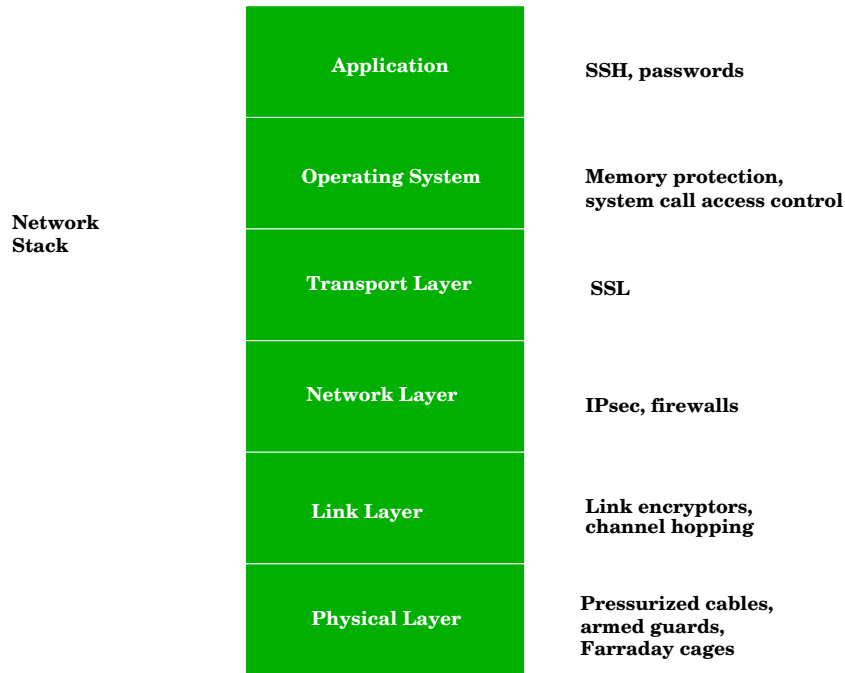 Application
SSH, passwords
Operating System
Memory protection,
system call access control
Network
Stack
Transport Layer
SSL
Network Layer
IPsec, firewalls
Link Layer
Link encryptors,
channel hopping
Physical Layer
Pressurized cables,
armed guards,
Farraday cages